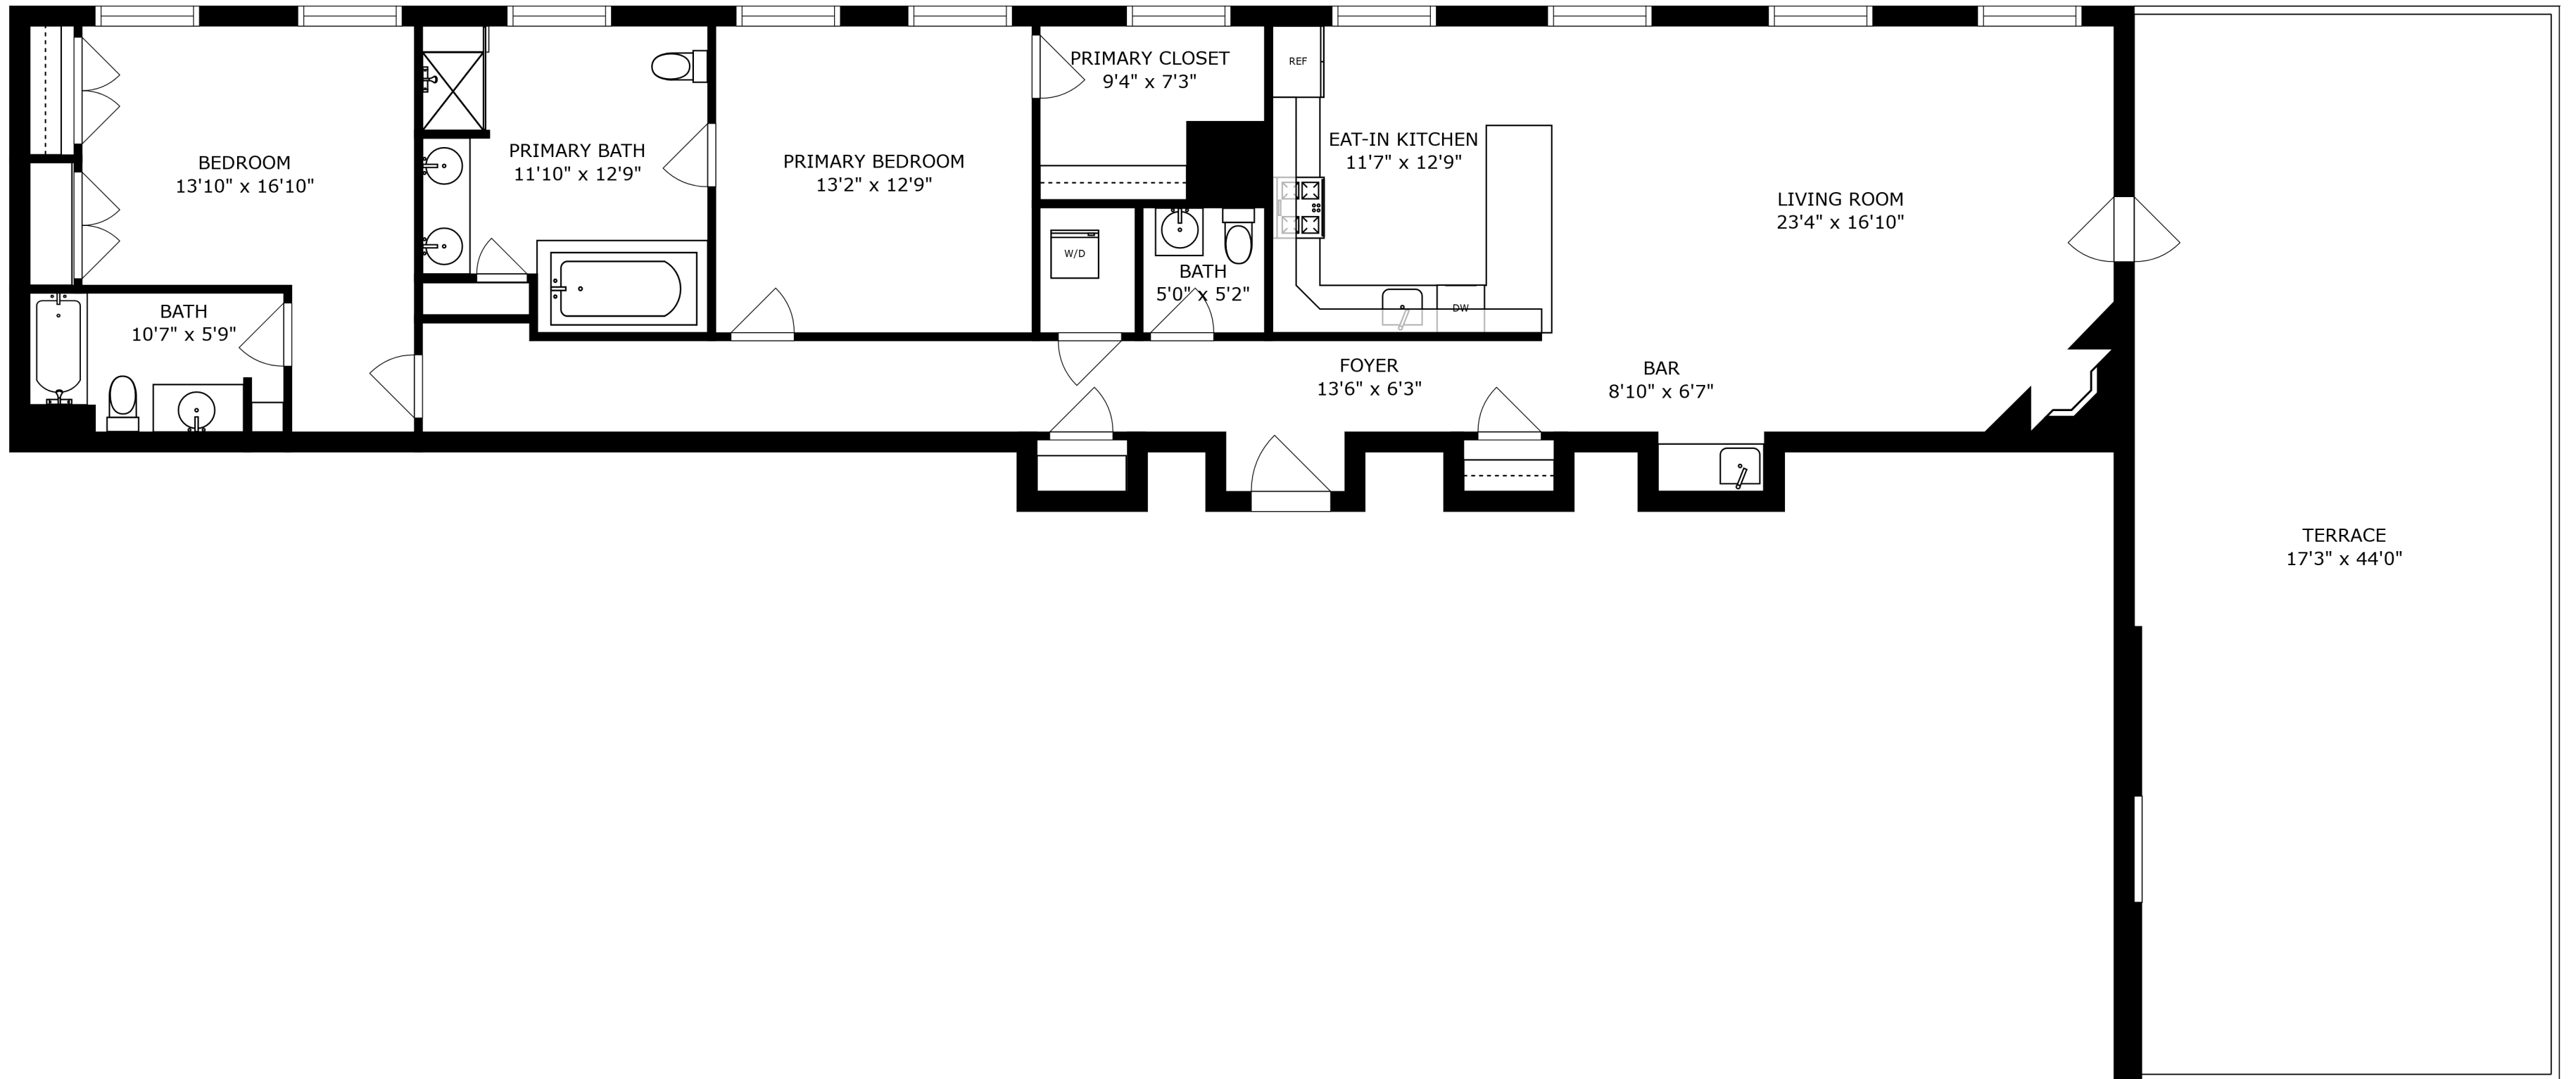 BEDROOM
13'10" x 16'10"
PRIMARY BATH
11'10" x 12'9"
PRIMARY BEDROOM
13'2" x 12'9"
PRIMARY CLOSET
9'4" x 7'3"
REF
EAT-IN KITCHEN
11'7" x 12'9"
LIVING ROOM
23'4" x 16'10"
W/D
BATH
5'0" x 5'2"
DW
BATH
10'7" x 5'9"
FOYER
13'6" x 6'3"
BAR
8'10" x 6'7"
TERRACE
17'3" x 44'0"